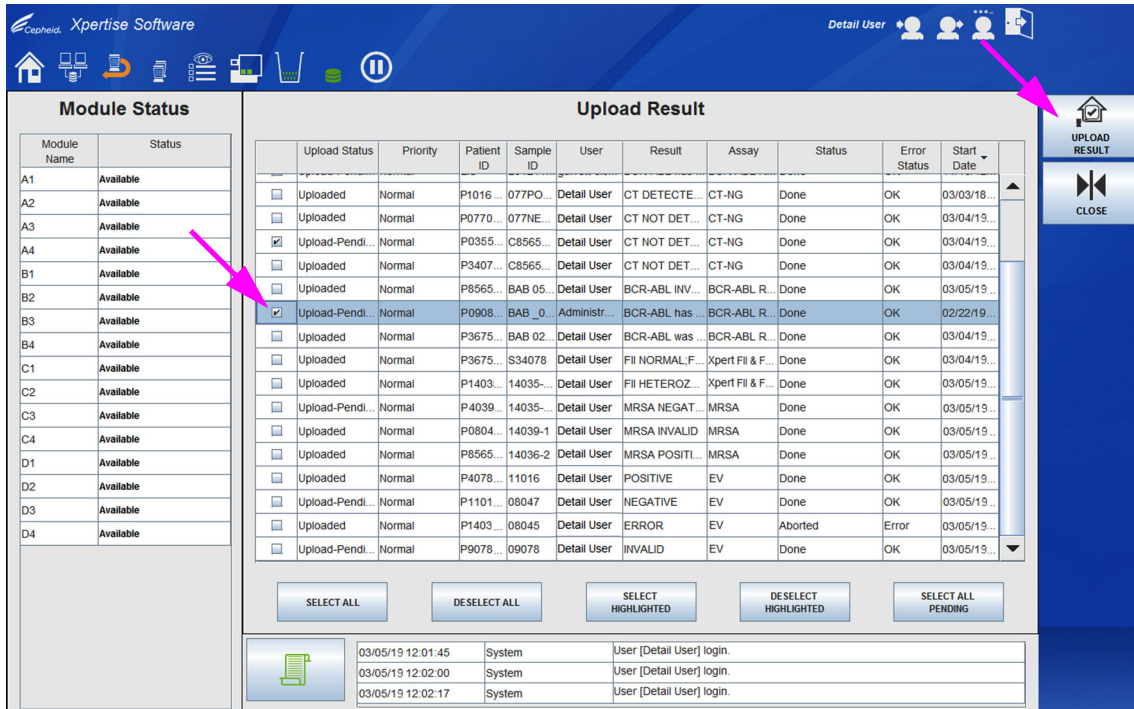 Cepheid. Xpertise Software
Detail User
Module Status
Module Name Status
A1 Available
A2 Available
A3 Available
A4 Available
B1 Available
B2 Available
B3 Available
B4 Available
C1 Available
C2 Available
C3 Available
C4 Available
D1 Available
D2 Available
D3 Available
D4 Available
Upload Result
Upload Status Priority Patient ID Sample ID User Result Assay Status Error Status Start Date
Uploaded Normal P1016 ... 077PO... Detail User CT DETECTE... CT-NG Done OK 03/03/18...
Uploaded Normal P0770... 077NE... Detail User CT NOT DET... CT-NG Done OK 03/04/19...
Upload-Pendi... Normal P0355... C8565... Detail User CT NOT DET... CT-NG Done OK 03/04/19...
Uploaded Normal P3407... C8565... Detail User CT NOT DET... CT-NG Done OK 03/04/19...
Uploaded Normal P8565... BAB 05... Detail User BCR-ABL INV... BCR-ABL R... Done OK 03/05/19...
Upload-Pendi... Normal P0908... BAB _0... Administr... BCR-ABL has ... BCR-ABL R... Done OK 02/22/19...
Uploaded Normal P3675... BAB 02... Detail User BCR-ABL was ... BCR-ABL R... Done OK 03/04/19...
Uploaded Normal P3675... S34078 Detail User FII NORMAL;F... Xpert FII & F... Done OK 03/04/19...
Uploaded Normal P1403... 14035-... Detail User FII HETEROZ... Xpert FII & F... Done OK 03/05/19...
Upload-Pendi... Normal P4039... 14035-... Detail User MRSA NEGAT... MRSA Done OK 03/05/19...
Uploaded Normal P0804... 14039-1 Detail User MRSA INVALID MRSA Done OK 03/05/19...
Uploaded Normal P8565... 14036-2 Detail User MRSA POSITI... MRSA Done OK 03/05/19...
Uploaded Normal P4078... 11016 Detail User POSITIVE EV Done OK 03/05/19...
Upload-Pendi... Normal P1101... 08047 Detail User NEGATIVE EV Done OK 03/05/19...
Uploaded Normal P1403... 08045 Detail User ERROR EV Aborted Error 03/05/19...
Upload-Pendi... Normal P9078... 09078 Detail User INVALID EV Done OK 03/05/19...
SELECT ALL
DESELECT ALL
SELECT HIGHLIGHTED
DESELECT HIGHLIGHTED
SELECT ALL PENDING
03/05/19 12:01:45 System User [Detail User] login.
03/05/19 12:02:00 System User [Detail User] login.
03/05/19 12:02:17 System User [Detail User] login.
UPLOAD RESULT
CLOSE